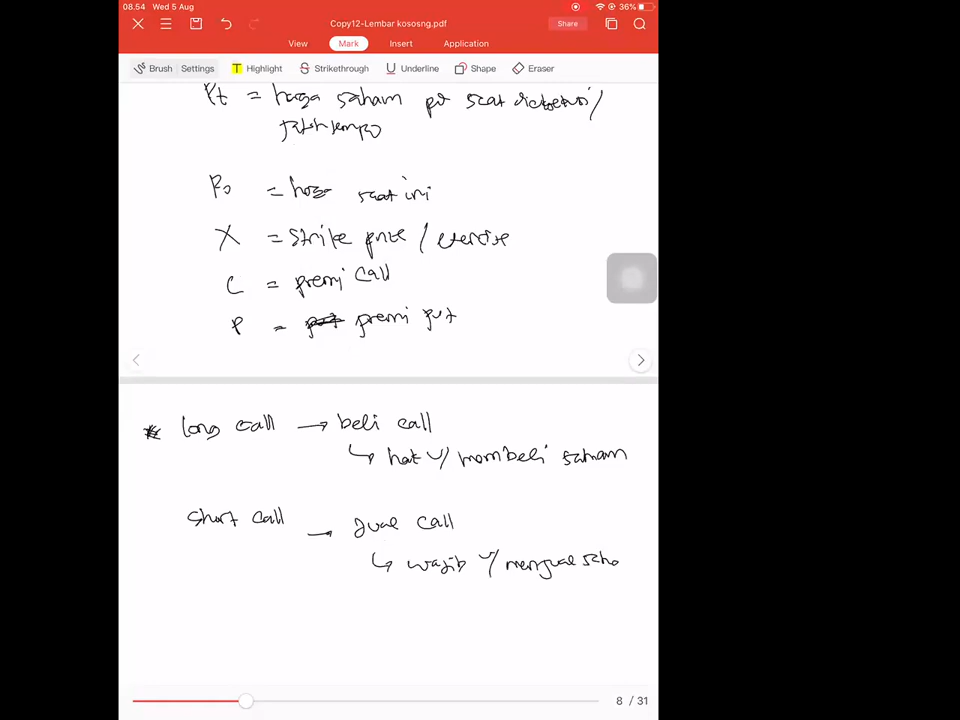 08.54 Wed 5 Aug
36%
Copy12-Lembar kososng.pdf
Share
View Mark Insert Application
Brush Settings T Highlight S Strikethrough U Underline Shape Eraser
Pt = harga saham pd saat dieksekusi/
jatuh tempo
Po = harga saat ini
X = strike price / exercise
C = premi call
P = premi put
* long call → beli call
↳ hak u/ membeli saham
short call → jual call
↳ wajib u/ menjual saha
8 / 31